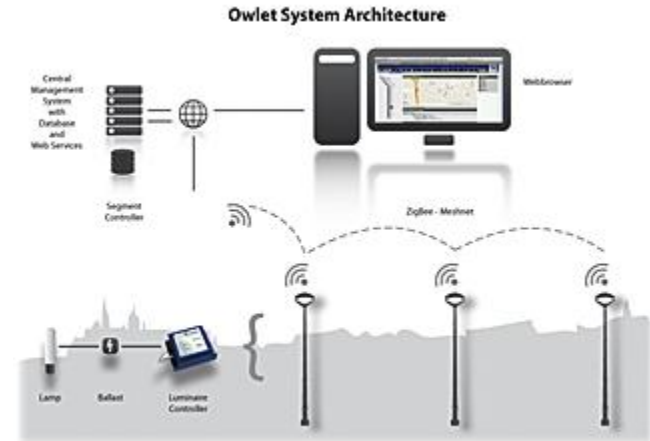 Owlet System Architecture
Central
Management
System
with
Database
and
Web Services
Webbrowser
Segment
Controller
ZigBee - Meshnet
Lamp
Ballast
Luminaire
Controller